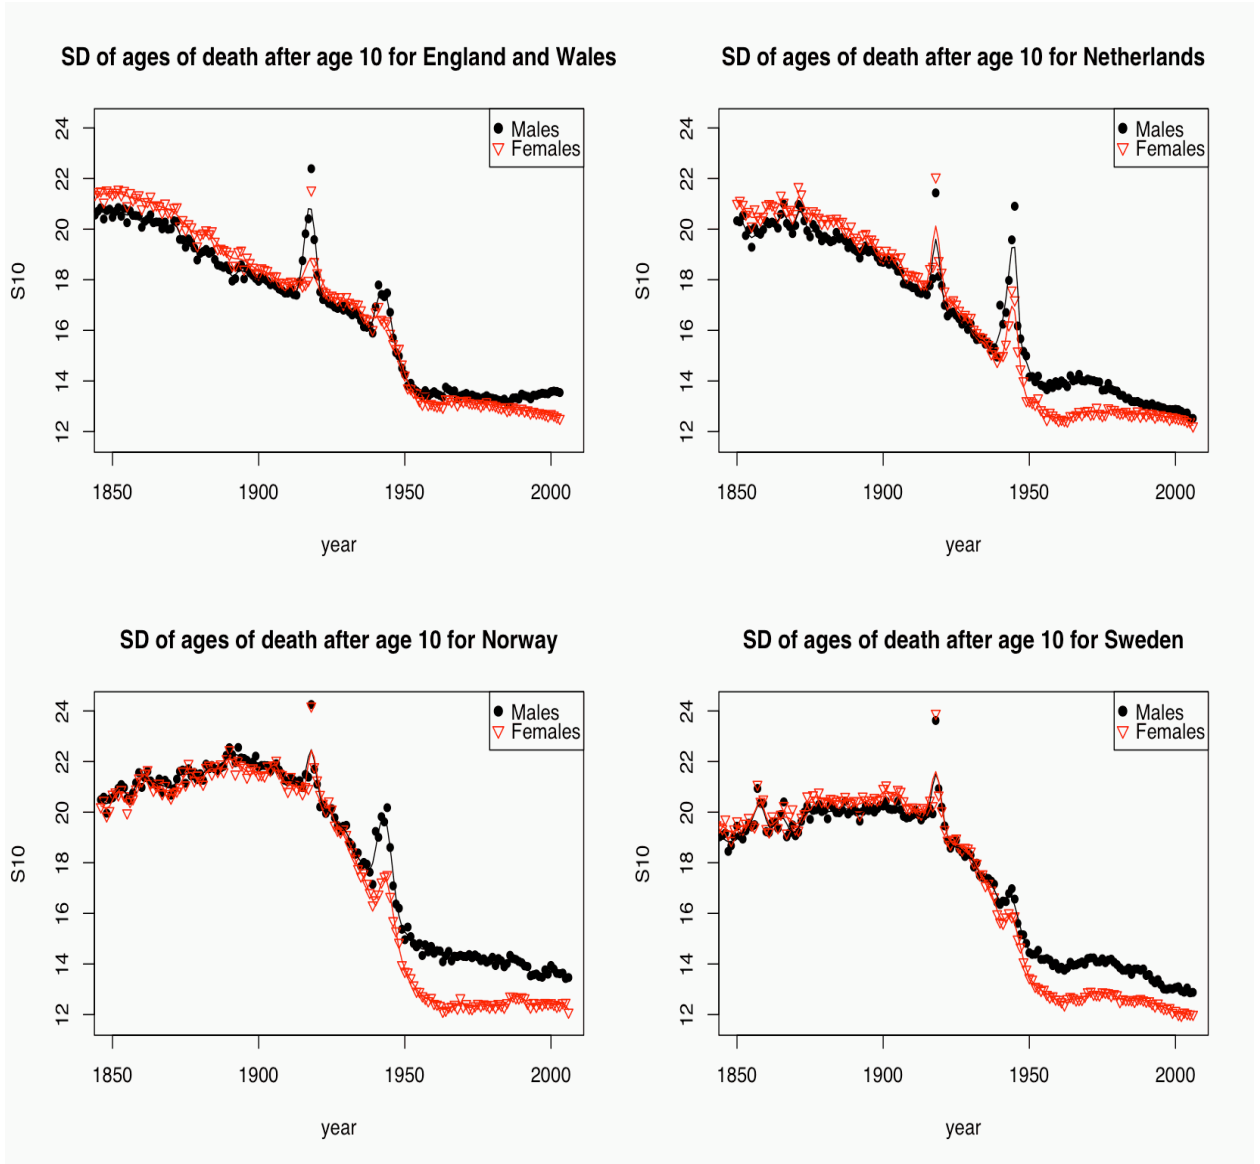 SD of ages of death after age 10 for England and Wales
S10
24
22
20
18
16
14
12
Males
Females
1850 1900 1950 2000
year
SD of ages of death after age 10 for Netherlands
S10
24
22
20
18
16
14
12
Males
Females
1850 1900 1950 2000
year
SD of ages of death after age 10 for Norway
S10
24
22
20
18
16
14
12
Males
Females
1850 1900 1950 2000
year
SD of ages of death after age 10 for Sweden
S10
24
22
20
18
16
14
12
Males
Females
1850 1900 1950 2000
year